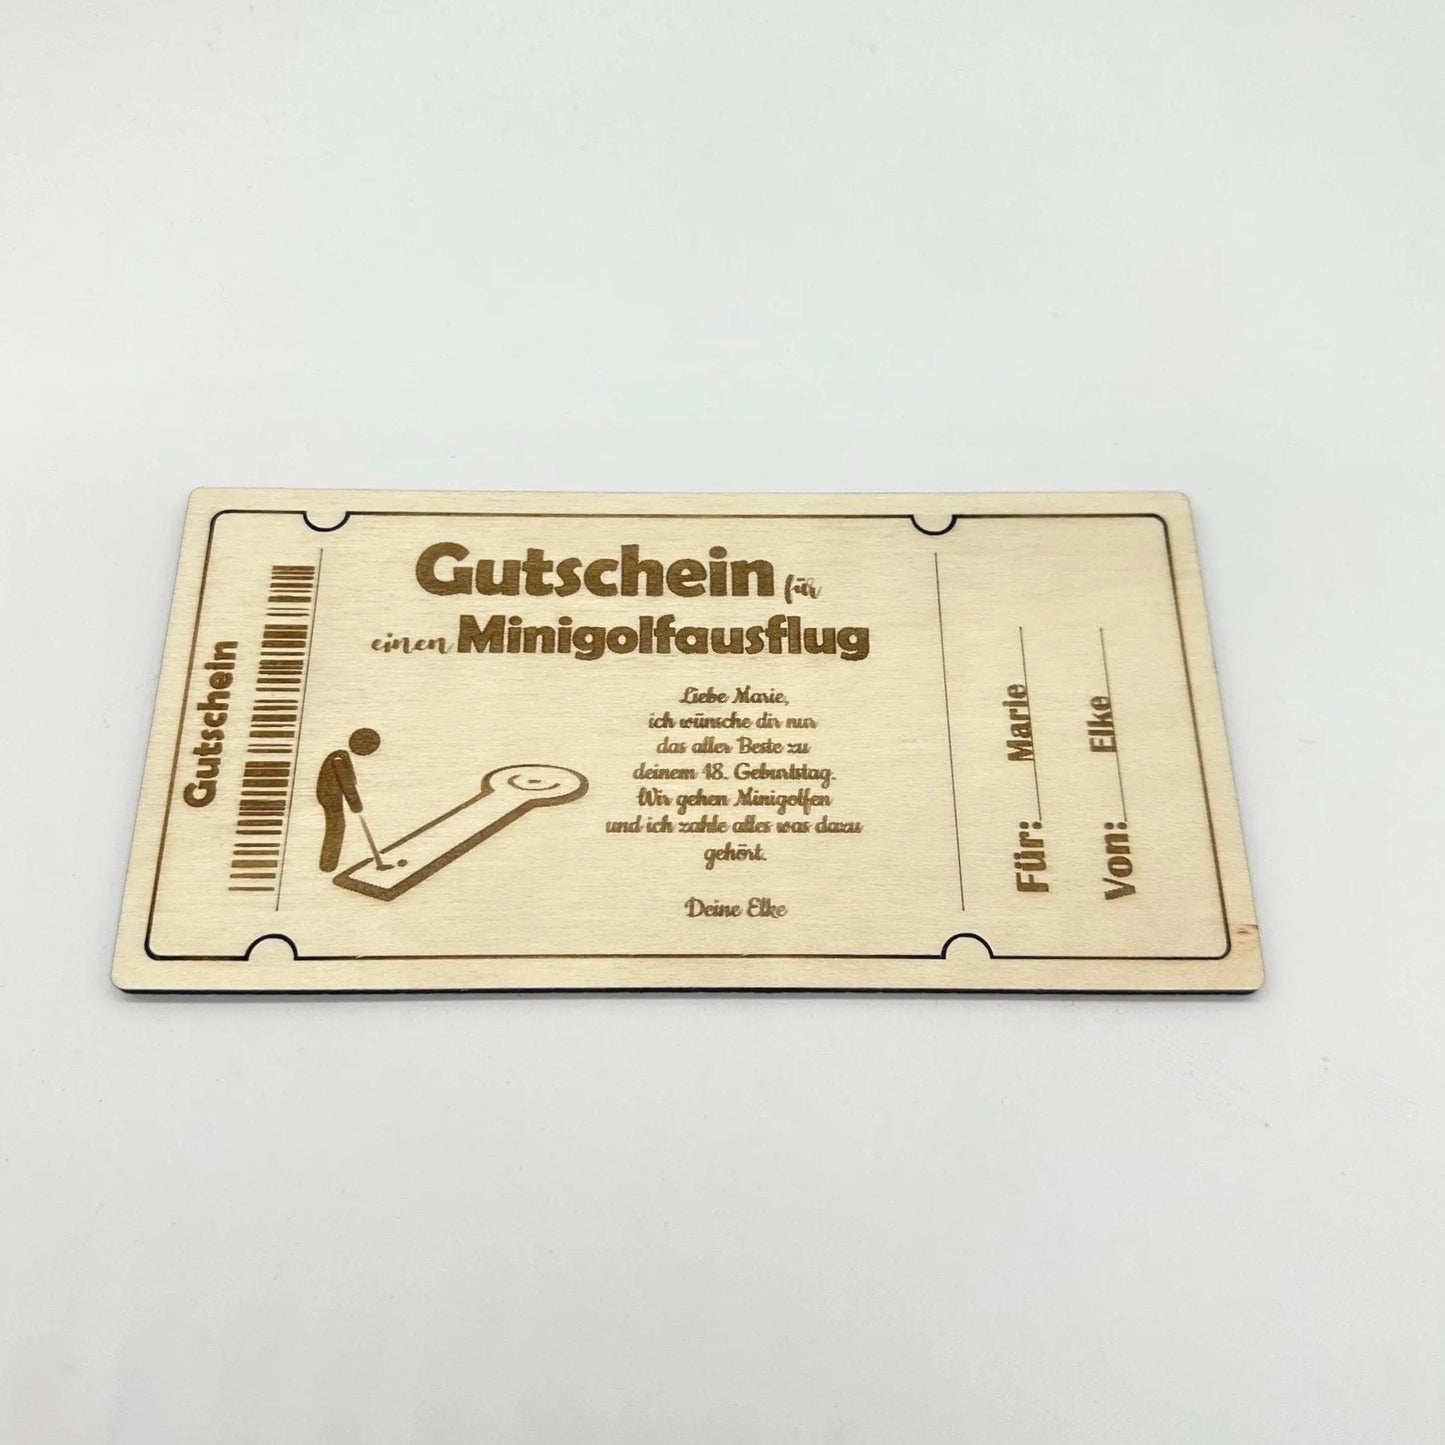 Gutschein
Gutschein für
einen Minigolfausflug
Liebe Marie,
ich wünsche dir nur
das aller Beste zu
deinem 18. Geburtstag.
Wir gehen Minigolfen
und ich zahle alles was dazu
gehört.
Deine Elke
Für: Marie
Von: Elke